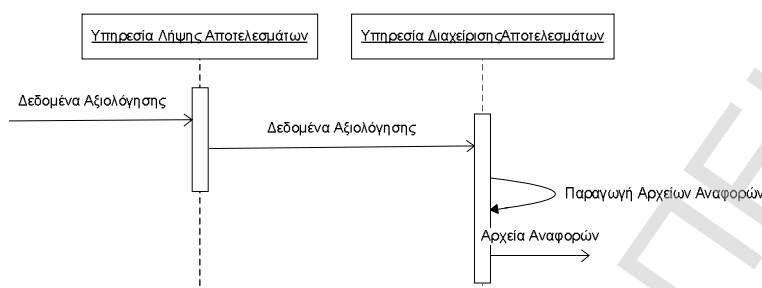 Υπηρεσία Λήψης Αποτελεσμάτων
Υπηρεσία ΔιαχείρισηςΑποτελεσμάτων
Δεδομένα Αξιολόγησης
Δεδομένα Αξιολόγησης
Παραγωγή Αρχείων Αναφορών
Αρχεία Αναφορών